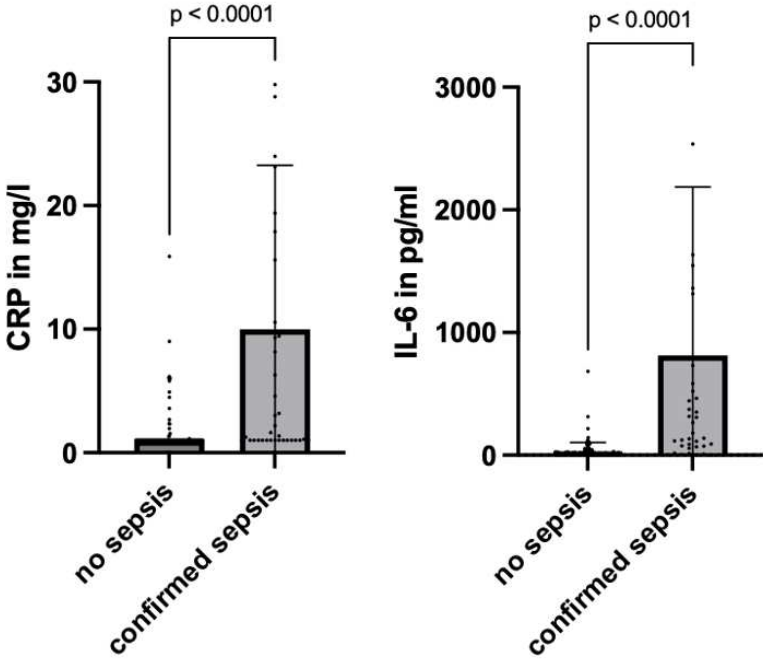 p < 0.0001
CRP in mg/l
30
20
10
0
no sepsis
confirmed sepsis
p < 0.0001
IL-6 in pg/ml
3000
2000
1000
0
no sepsis
confirmed sepsis